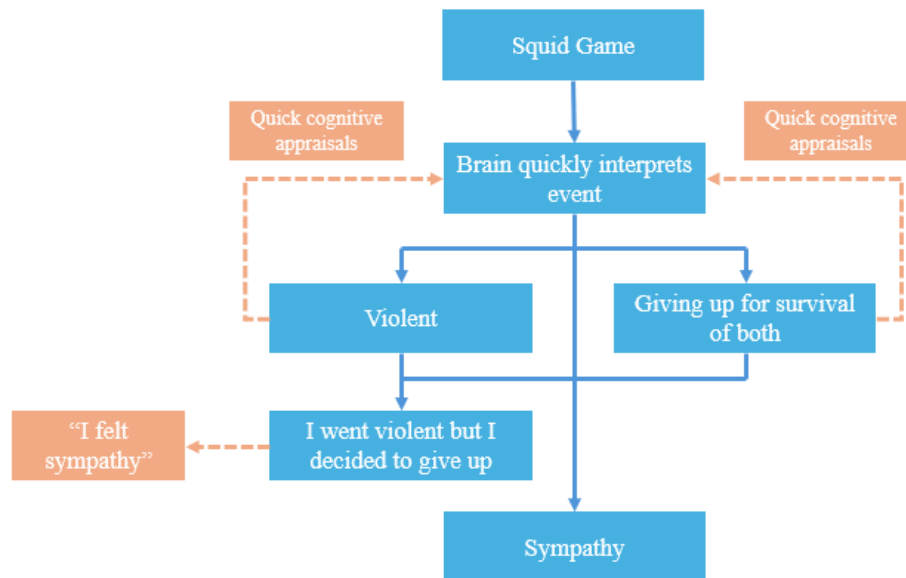 Squid Game
Quick cognitive
appraisals
Quick cognitive
appraisals
Brain quickly interprets
event
Violent
Giving up for survival
of both
“I felt
sympathy”
I went violent but I
decided to give up
Sympathy